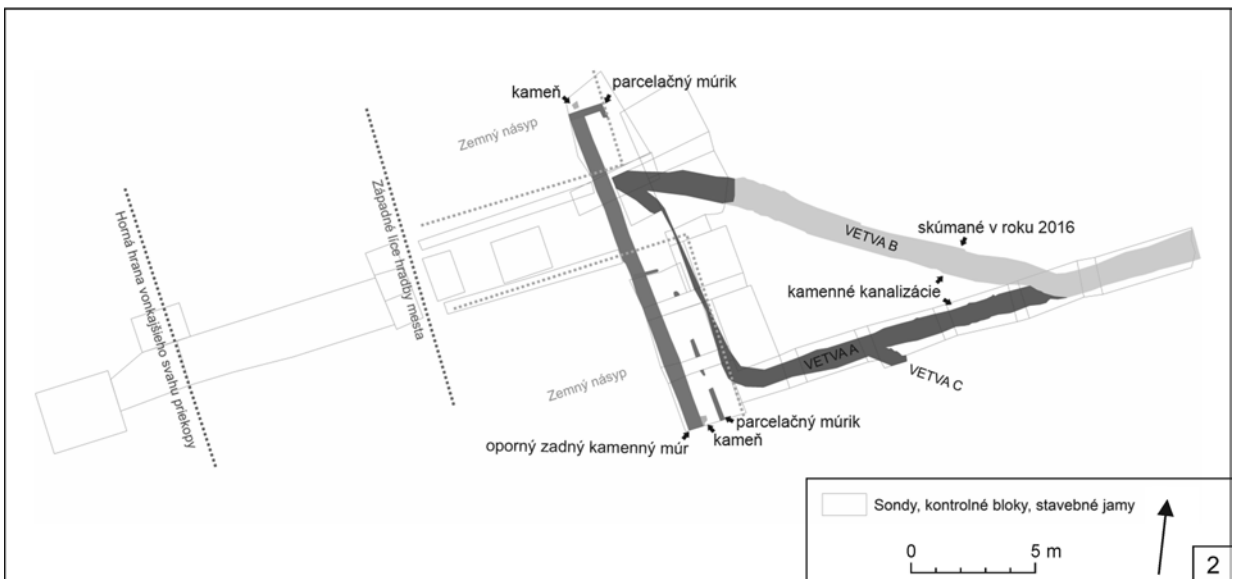 kameň
parcelačný múrik
Zemný násyp
Západné líce hradby mesta
Horná hrana vonkajšieho svahu priekopy
VETVA B
skúmané v roku 2016
kamenné kanalizácie
VETVA A
VETVA C
Zemný násyp
parcelačný múrik
kameň
oporný zadný kamenný múr
Sondy, kontrolné bloky, stavebné jamy
0 5 m
2